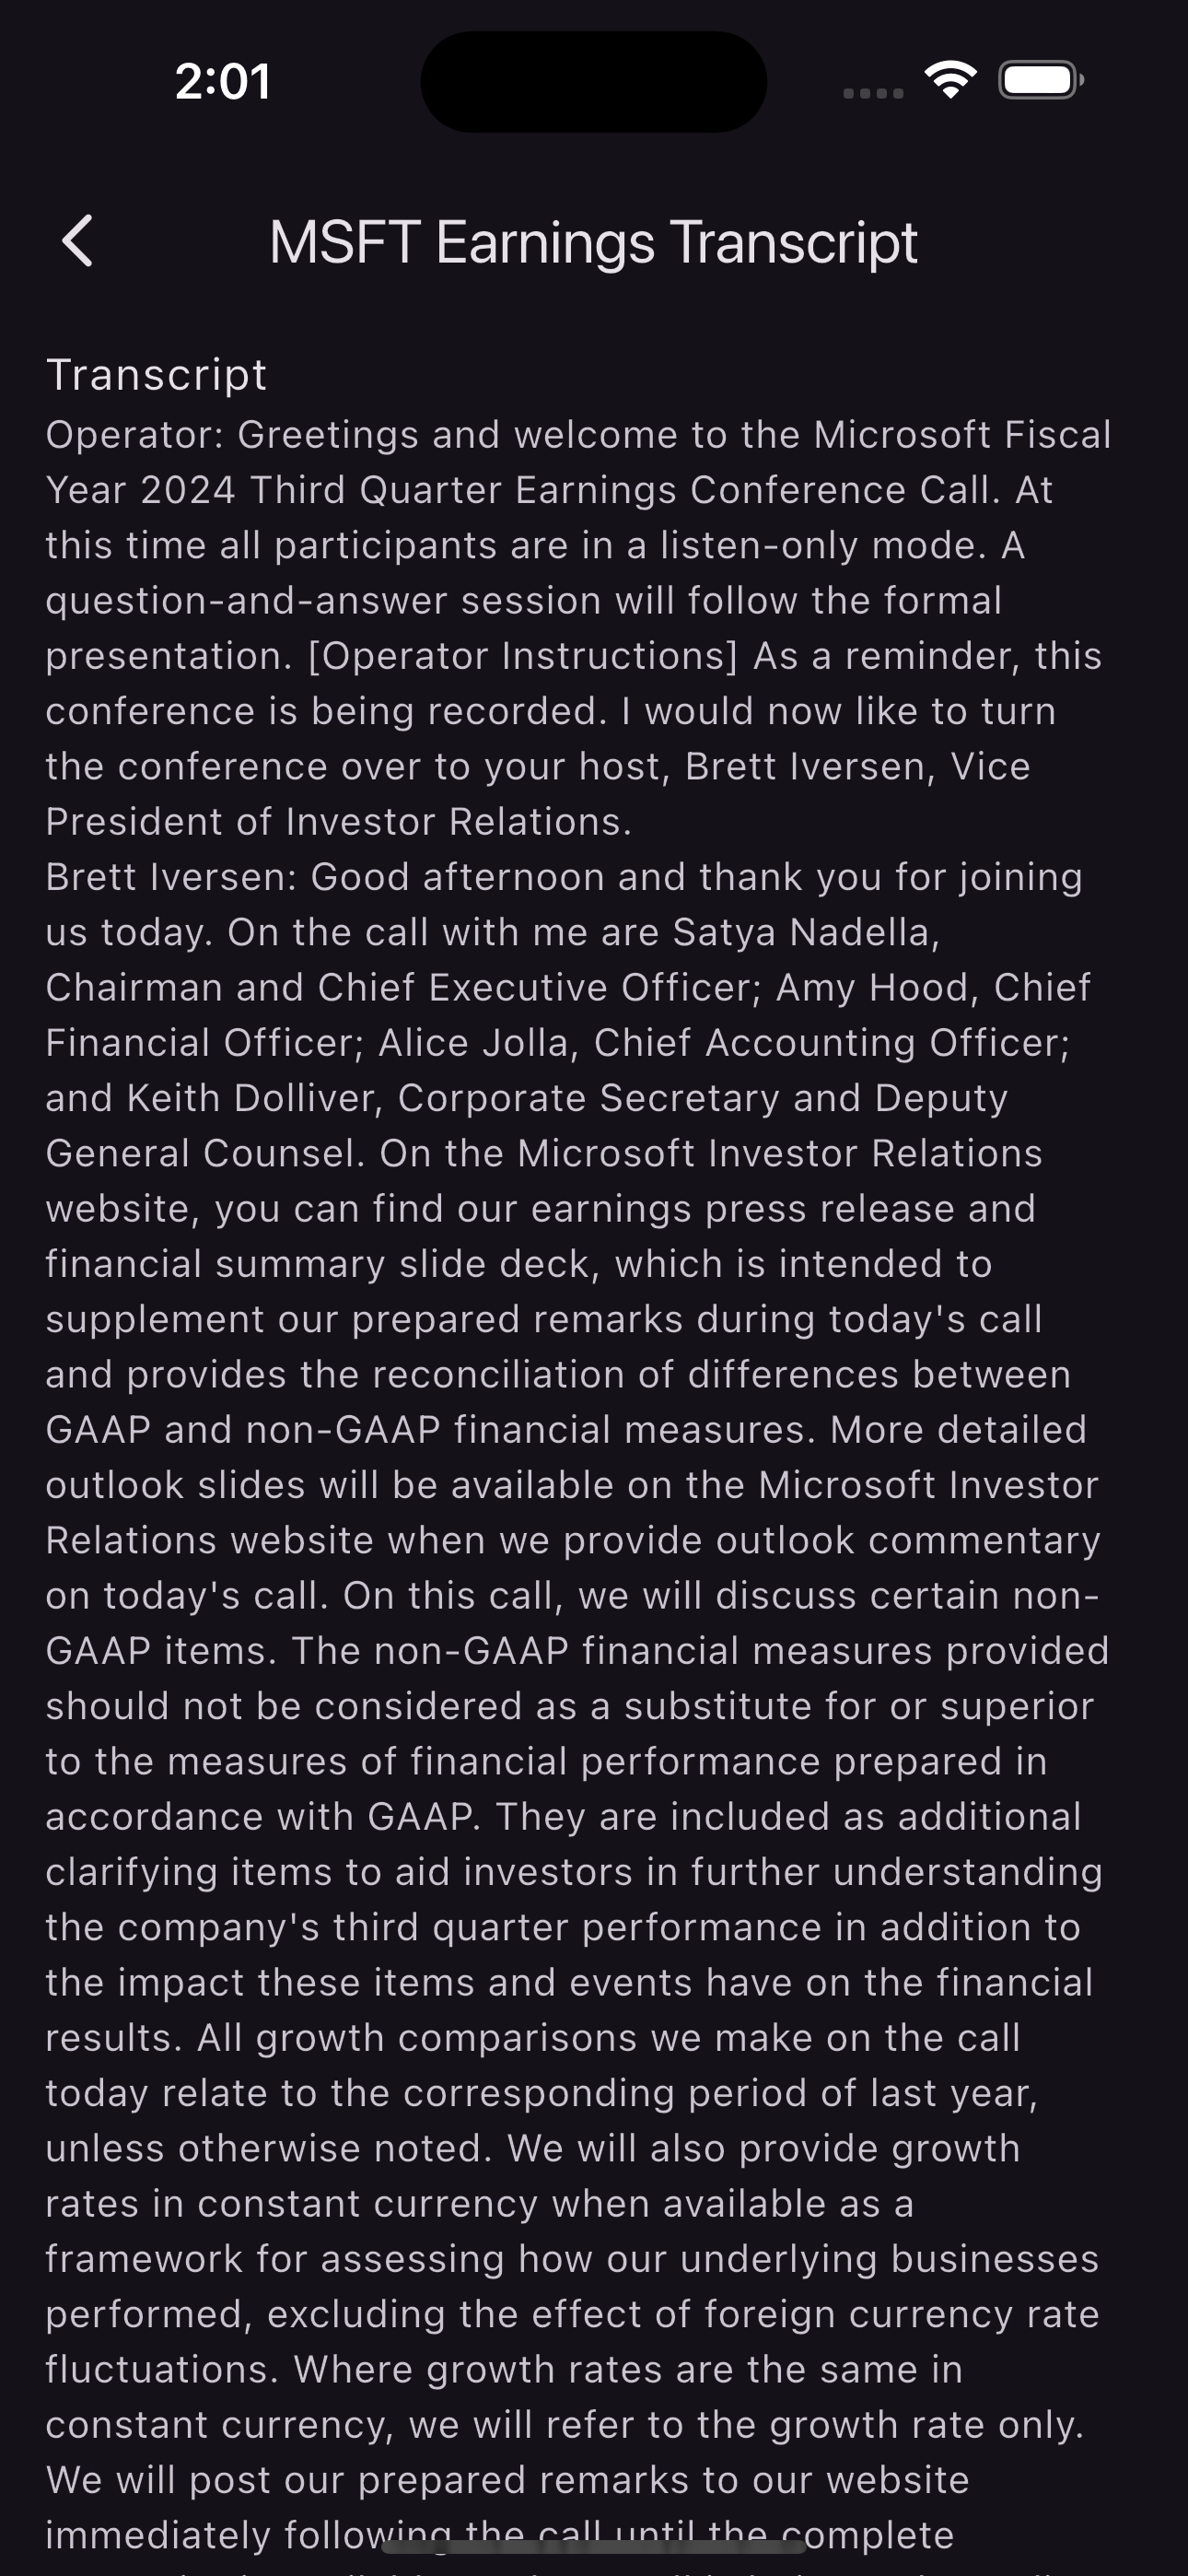 2:01
MSFT Earnings Transcript
Transcript
Operator: Greetings and welcome to the Microsoft Fiscal
Year 2024 Third Quarter Earnings Conference Call. At
this time all participants are in a listen-only mode. A
question-and-answer session will follow the formal
presentation. [Operator Instructions] As a reminder, this
conference is being recorded. I would now like to turn
the conference over to your host, Brett Iversen, Vice
President of Investor Relations.
Brett Iversen: Good afternoon and thank you for joining
us today. On the call with me are Satya Nadella,
Chairman and Chief Executive Officer; Amy Hood, Chief
Financial Officer; Alice Jolla, Chief Accounting Officer;
and Keith Dolliver, Corporate Secretary and Deputy
General Counsel. On the Microsoft Investor Relations
website, you can find our earnings press release and
financial summary slide deck, which is intended to
supplement our prepared remarks during today's call
and provides the reconciliation of differences between
GAAP and non-GAAP financial measures. More detailed
outlook slides will be available on the Microsoft Investor
Relations website when we provide outlook commentary
on today's call. On this call, we will discuss certain non-
GAAP items. The non-GAAP financial measures provided
should not be considered as a substitute for or superior
to the measures of financial performance prepared in
accordance with GAAP. They are included as additional
clarifying items to aid investors in further understanding
the company's third quarter performance in addition to
the impact these items and events have on the financial
results. All growth comparisons we make on the call
today relate to the corresponding period of last year,
unless otherwise noted. We will also provide growth
rates in constant currency when available as a
framework for assessing how our underlying businesses
performed, excluding the effect of foreign currency rate
fluctuations. Where growth rates are the same in
constant currency, we will refer to the growth rate only.
We will post our prepared remarks to our website
immediately following the call until the complete